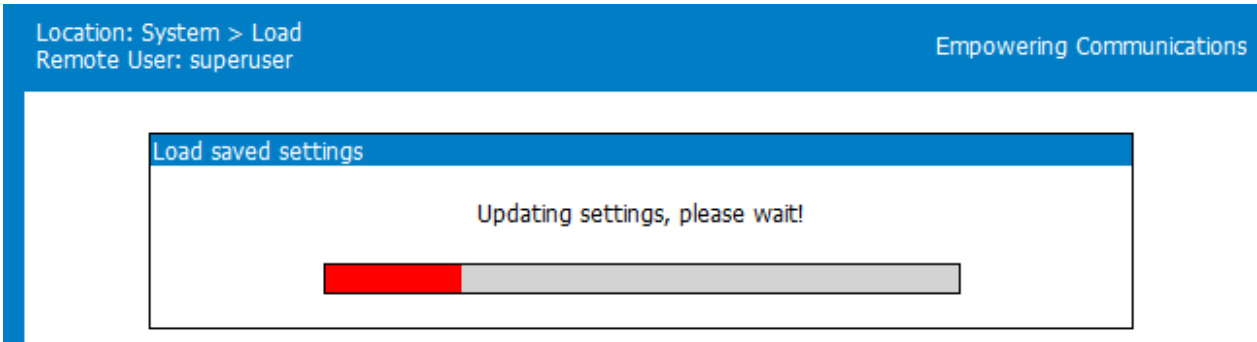 Location: System > Load
Remote User: superuser
Empowering Communications
Load saved settings
Updating settings, please wait!